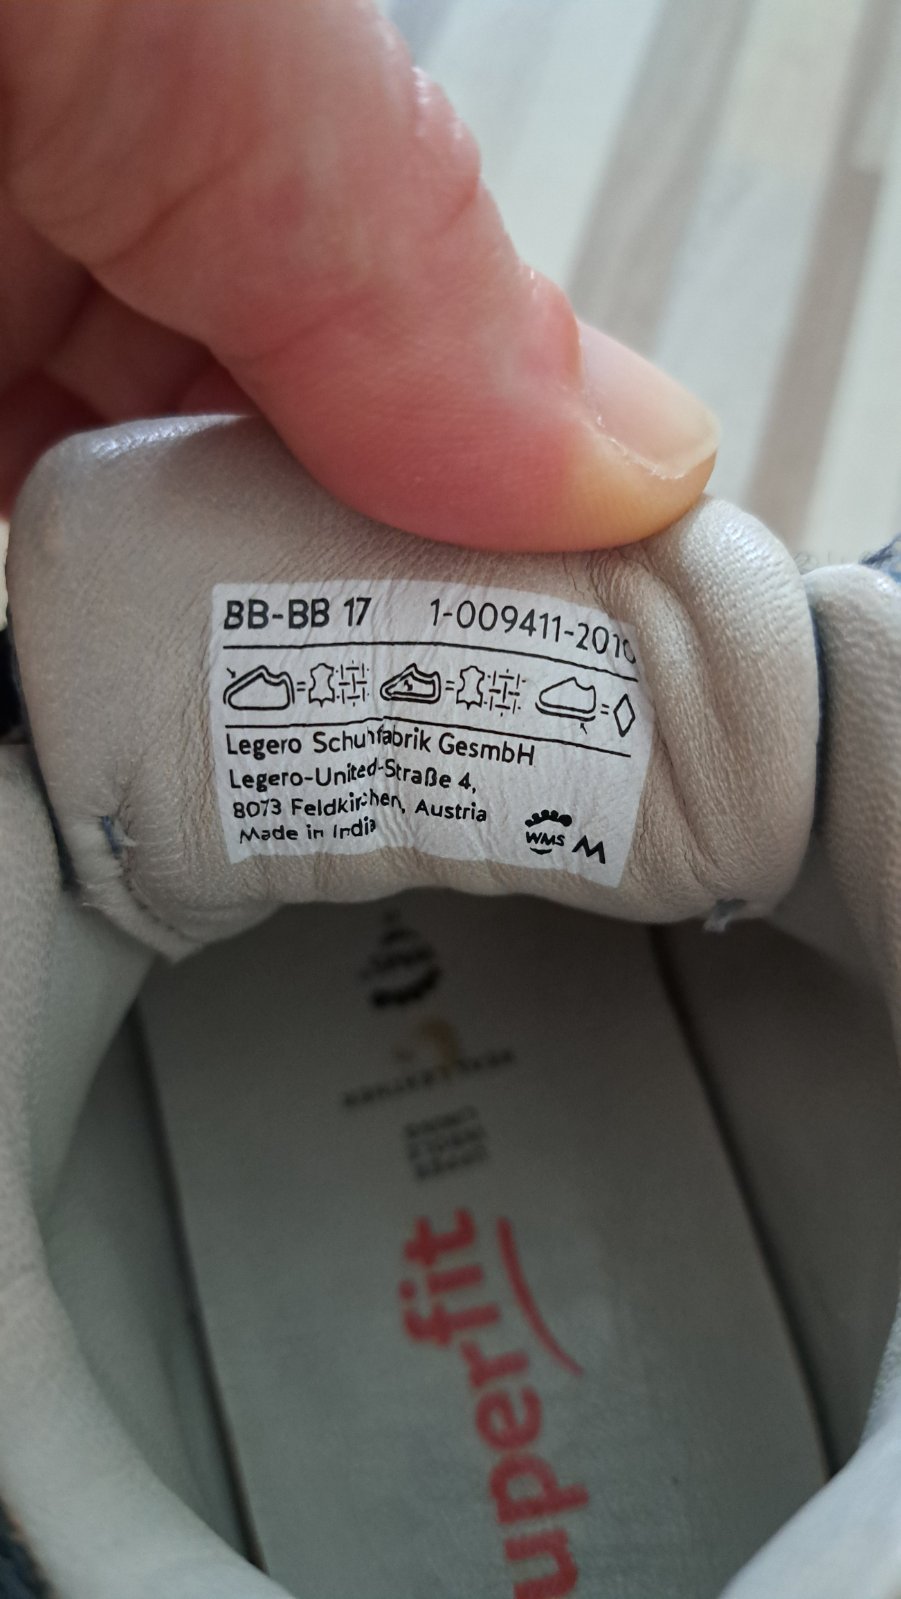 BB-BB 17 1-009411-2010
Legero Schuhfabrik GesmbH
Legero-United-Straße 4,
8073 Feldkirchen, Austria
Made in India
WMS M
superfit